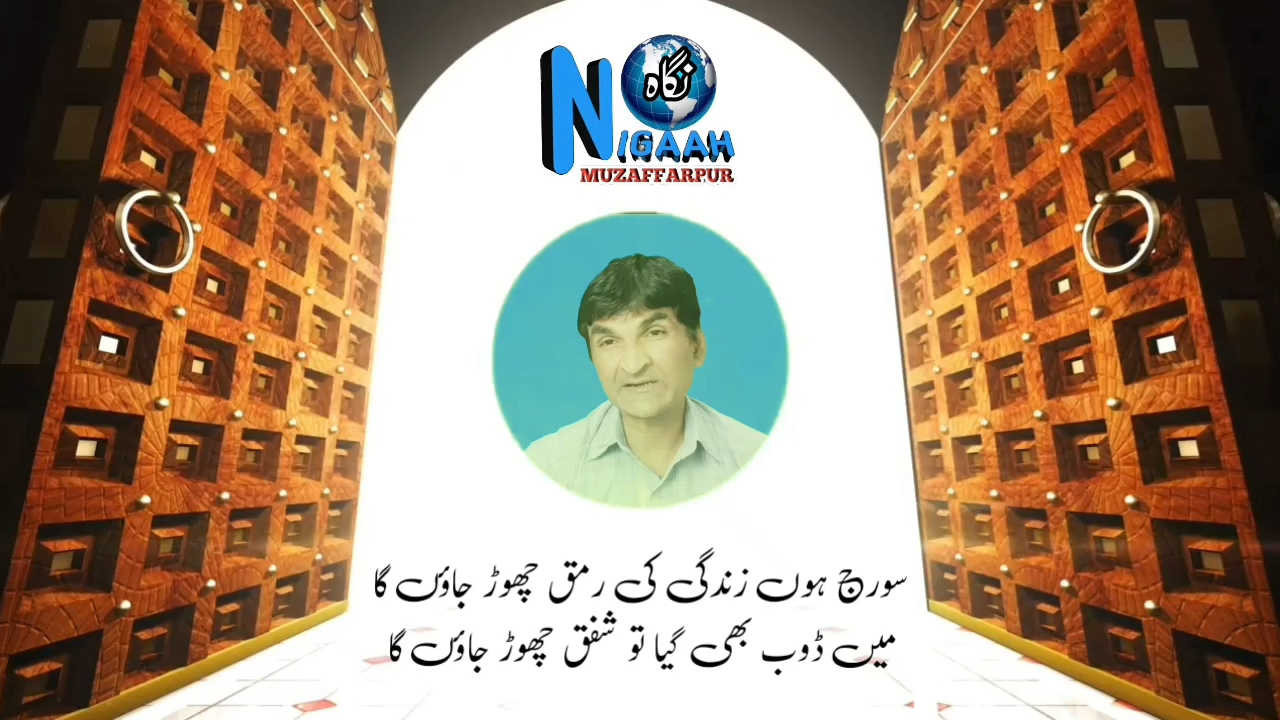 نگاہ
NIGAAH
MUZAFFARPUR
سورج ہوں زندگی کی رمق چھوڑ جاؤں گا
میں ڈوب بھی گیا تو شفق چھوڑ جاؤں گا